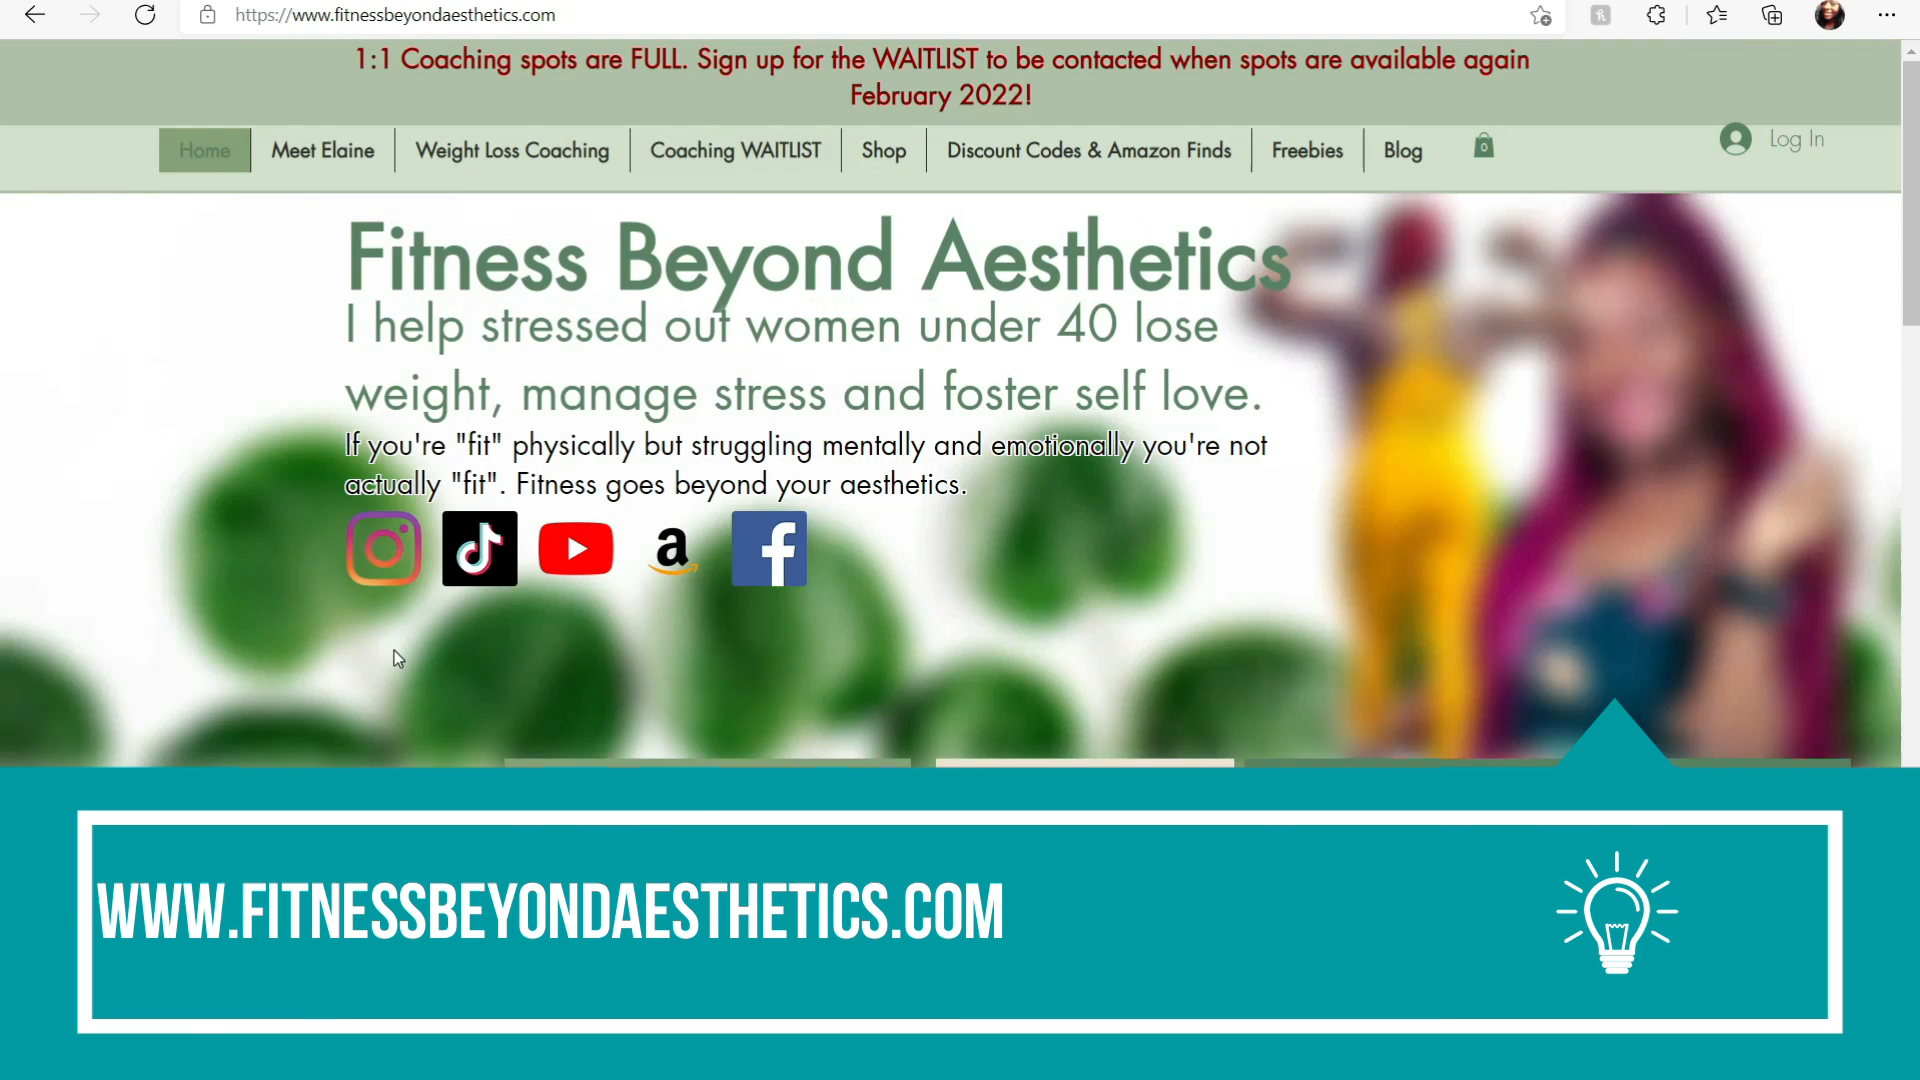 https://www.fitnessbeyondaesthetics.com
1:1 Coaching spots are FULL. Sign up for the WAITLIST to be contacted when spots are available again
February 2022!
Home
Meet Elaine
Weight Loss Coaching
Coaching WAITLIST
Shop
Discount Codes & Amazon Finds
Freebies
Blog
0
Log In
Fitness Beyond Aesthetics
I help stressed out women under 40 lose
weight, manage stress and foster self love.
If you're "fit" physically but struggling mentally and emotionally you're not
actually "fit". Fitness goes beyond your aesthetics.
WWW.FITNESSBEYONDAESTHETICS.COM